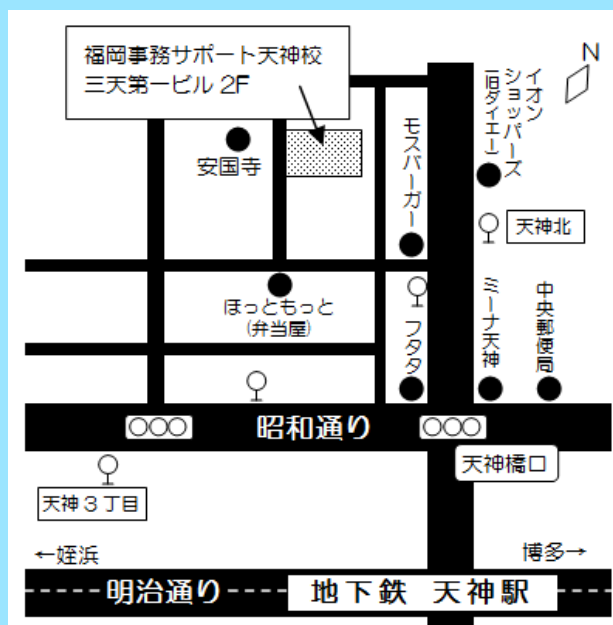 福岡事務サポート天神校
三天第一ビル 2F
N
イオン
ショッパーズ
(旧ダイエー)
安国寺
モスバーガー
天神北
ほっともっと
(弁当屋)
フタタ
ミーナ天神
中央郵便局
昭和通り
天神橋口
天神3丁目
←姪浜
博多→
明治通り
地下鉄 天神駅